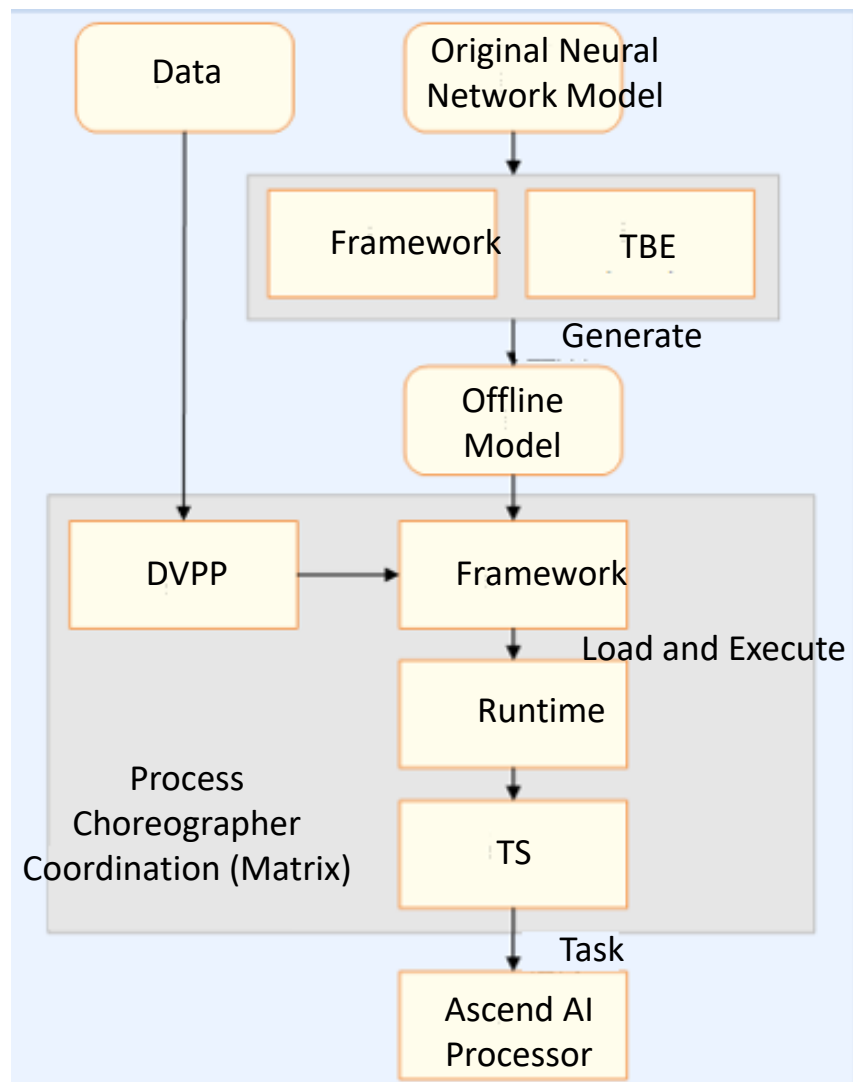 Data
Original Neural
Network Model
Framework
TBE
Generate
Offline
Model
DVPP
Framework
Load and Execute
Runtime
Process
Choreographer
Coordination (Matrix)
TS
Task
Ascend AI
Processor